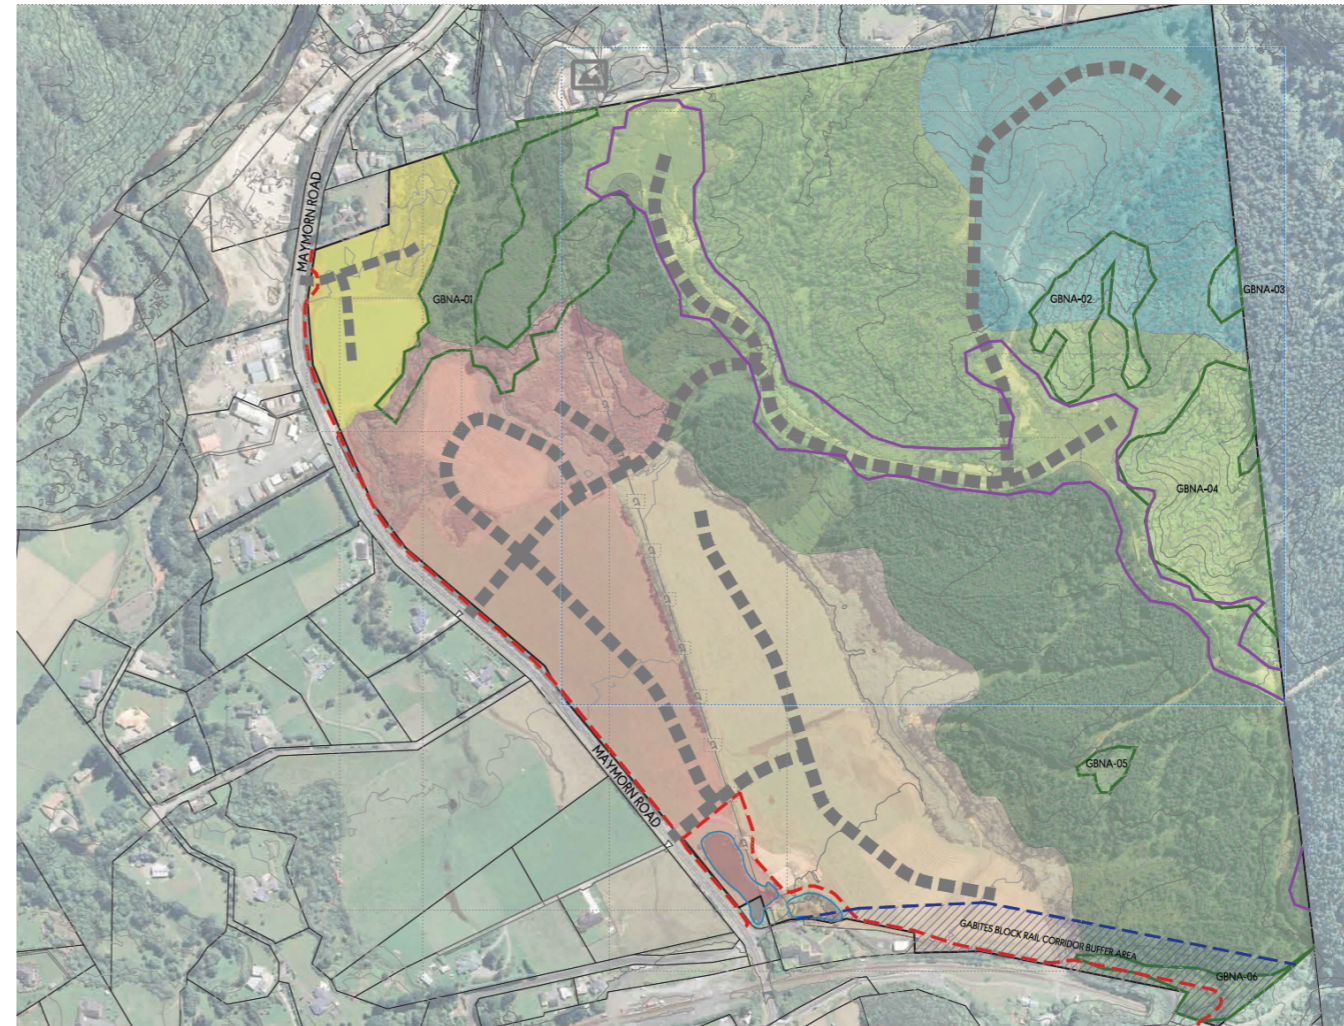 MAYMORN ROAD
GBNA-01
GBNA-02
GBNA-03
GBNA-04
MAYMORN ROAD
GBNA-05
GABITES BLOCK RAIL CORRIDOR BUFFER AREA
GBNA-06